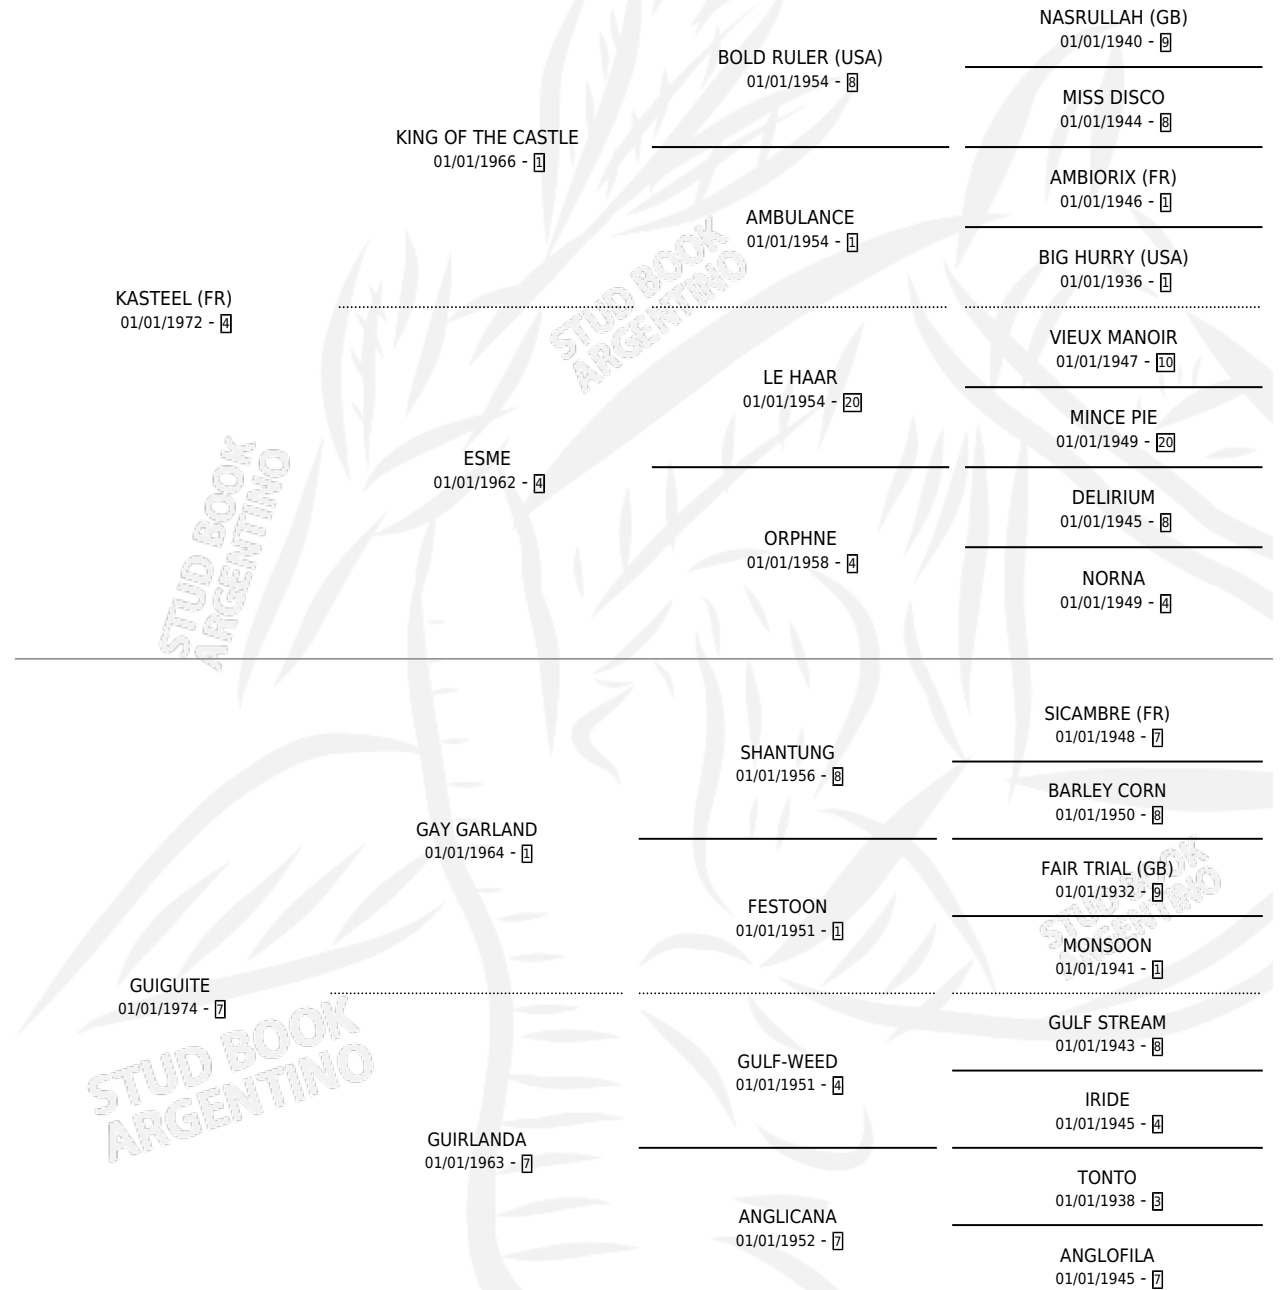 NASRULLAH (GB)
01/01/1940 - 9
BOLD RULER (USA)
01/01/1954 - 8
MISS DISCO
01/01/1944 - 8
KING OF THE CASTLE
01/01/1966 - 1
AMBIORIX (FR)
01/01/1946 - 1
AMBULANCE
01/01/1954 - 1
BIG HURRY (USA)
01/01/1936 - 1
KASTEEL (FR)
01/01/1972 - 4
VIEUX MANOIR
01/01/1947 - 10
LE HAAR
01/01/1954 - 20
MINCE PIE
01/01/1949 - 20
ESME
01/01/1962 - 4
DELIRIUM
01/01/1945 - 8
ORPHNE
01/01/1958 - 4
NORNA
01/01/1949 - 4
STUD BOOK
ARGENTINO
STUD BOOK
ARGENTINO
SICAMBRE (FR)
01/01/1948 - 7
SHANTUNG
01/01/1956 - 8
BARLEY CORN
01/01/1950 - 8
GAY GARLAND
01/01/1964 - 1
FAIR TRIAL (GB)
01/01/1932 - 9
FESTOON
01/01/1951 - 1
MONSOON
01/01/1941 - 1
GUIGUITE
01/01/1974 - 7
GULF STREAM
01/01/1943 - 8
GULF-WEED
01/01/1951 - 4
IRIDE
01/01/1945 - 4
GUIRLANDA
01/01/1963 - 7
TONTO
01/01/1938 - 3
ANGLICANA
01/01/1952 - 7
ANGLOFILA
01/01/1945 - 7
STUD BOOK
ARGENTINO
STUD BOOK
ARGENTINO